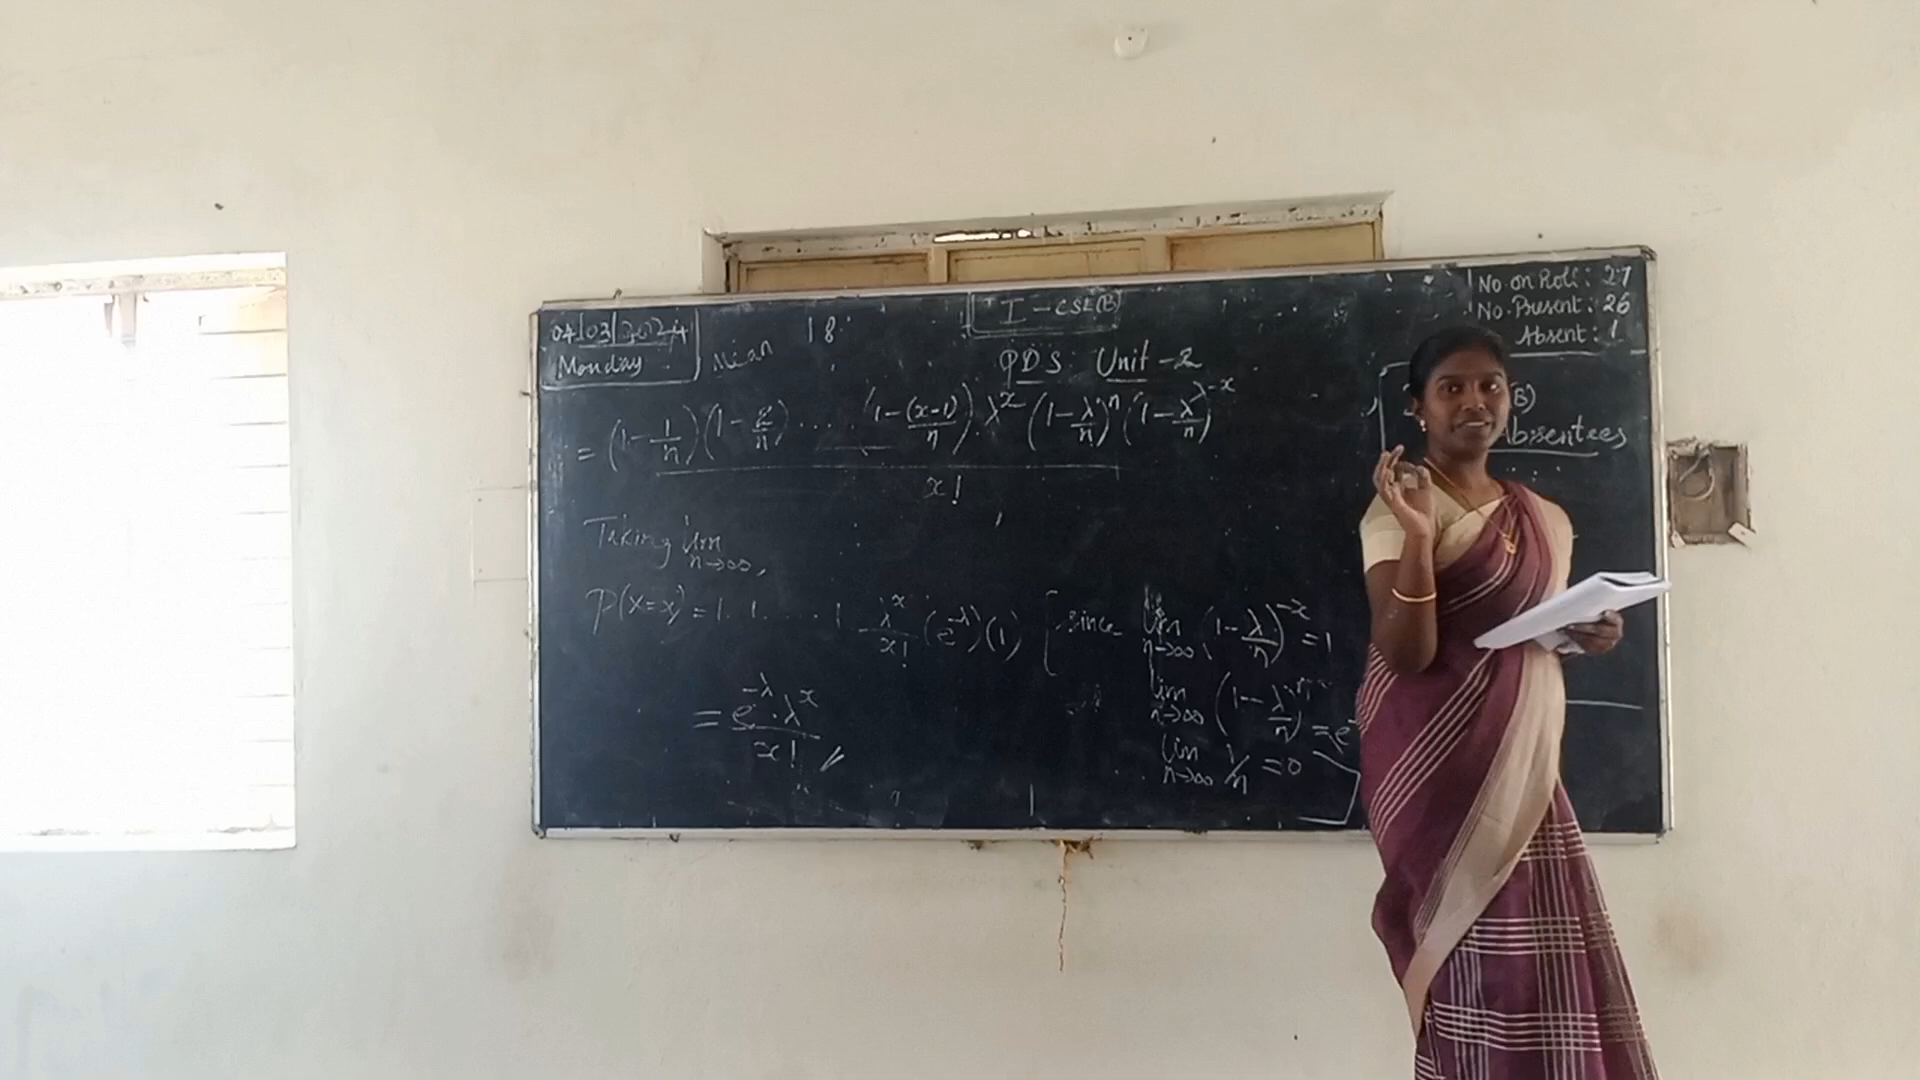 04/03/2024
Monday
Mean
18
I - CSE(B)
PDS Unit - 2
No. on Roll: 27
No. Present: 26
Absent: 1
(B)
Absentees
= (1-1/n)(1-2/n) .... (1-(x-1)/n) . λ^x (1-λ/n)^n (1-λ/n)^-x
x!
Taking lim n→∞,
P(X=x) = 1. 1. .... 1 λ^x/x! (e^-λ)(1) [since lim n→∞ (1-λ/n)^-x = 1
lim n→∞ (1-λ/n)^n = e
= e^-λ . λ^x / x!
lim n→∞ 1/n = 0